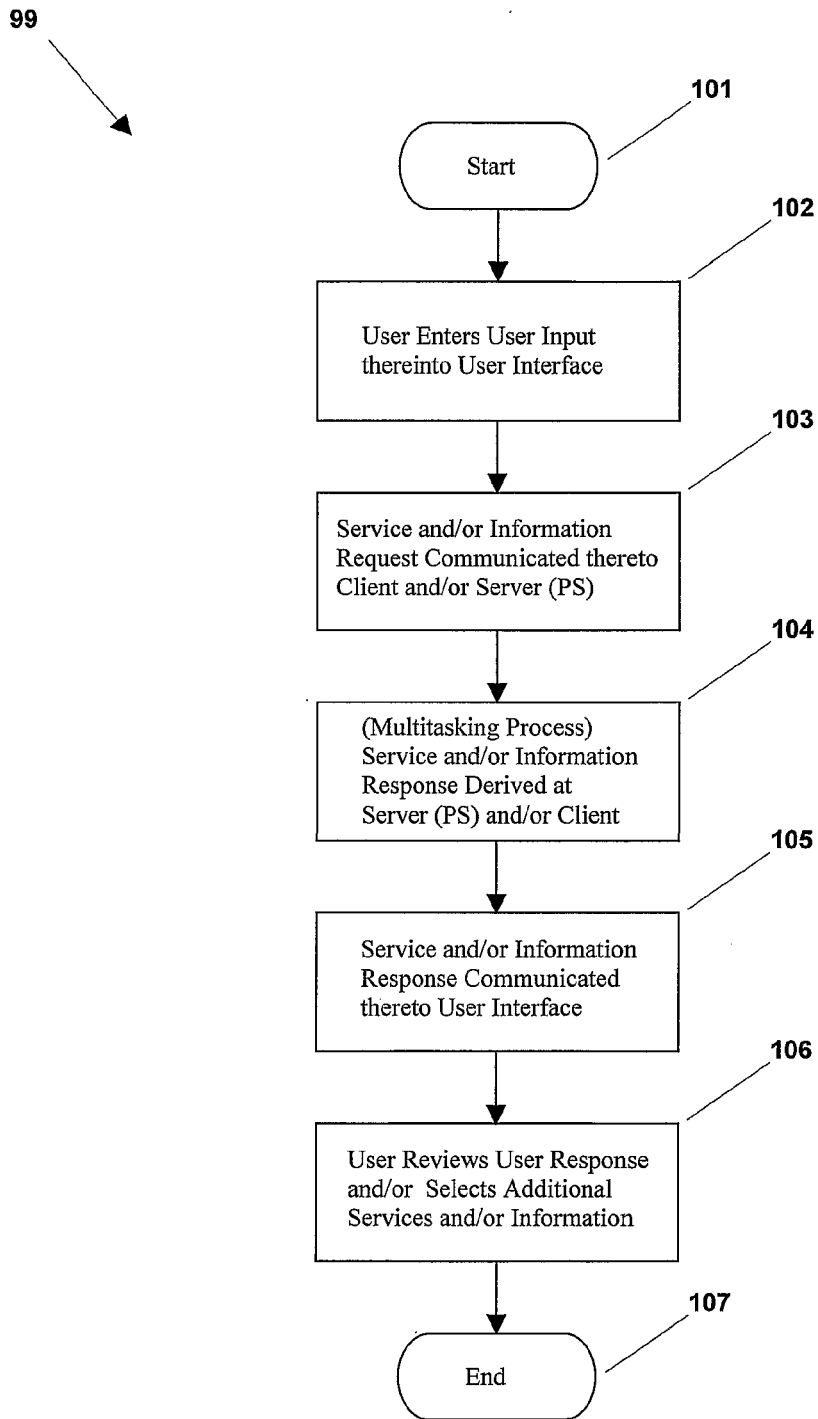 99
101
Start
102
User Enters User Input
thereinto User Interface
103
Service and/or Information
Request Communicated thereto
Client and/or Server (PS)
104
(Multitasking Process)
Service and/or Information
Response Derived at
Server (PS) and/or Client
105
Service and/or Information
Response Communicated
thereto User Interface
106
User Reviews User Response
and/or Selects Additional
Services and/or Information
107
End